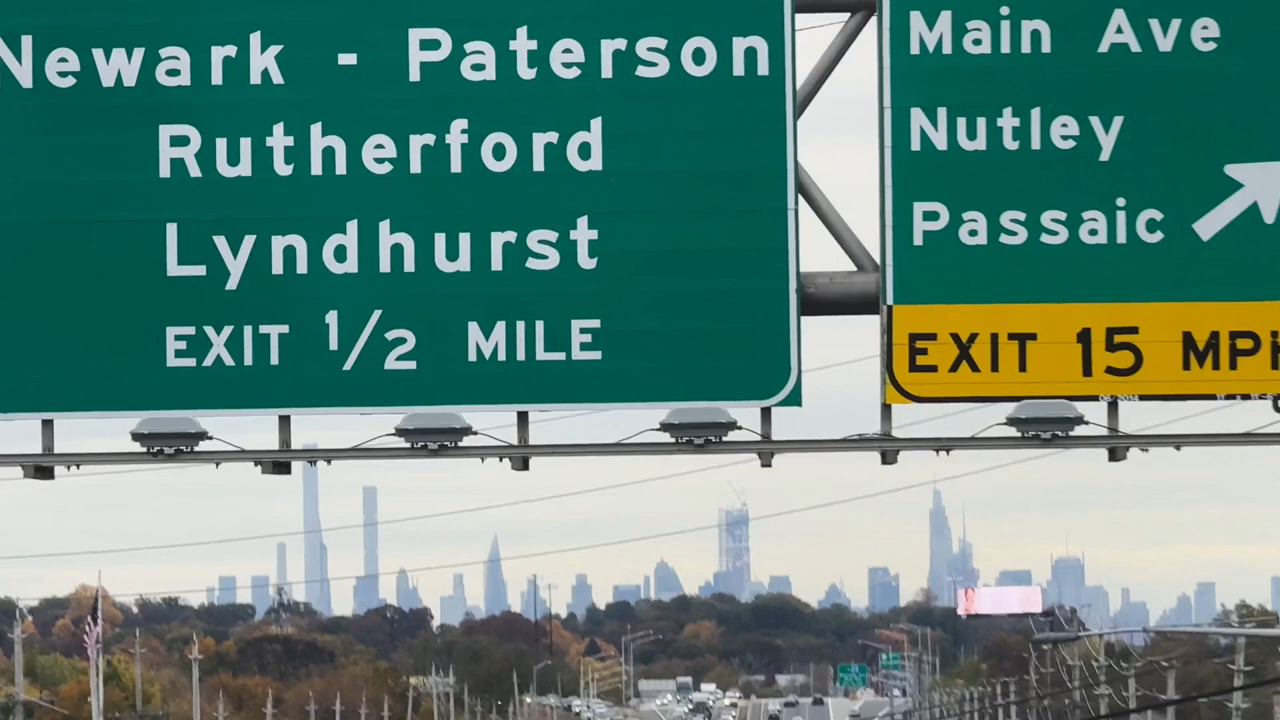 Newark - Paterson
Rutherford
Lyndhurst
EXIT 1/2 MILE
Main Ave
Nutley
Passaic
EXIT 15 MPH